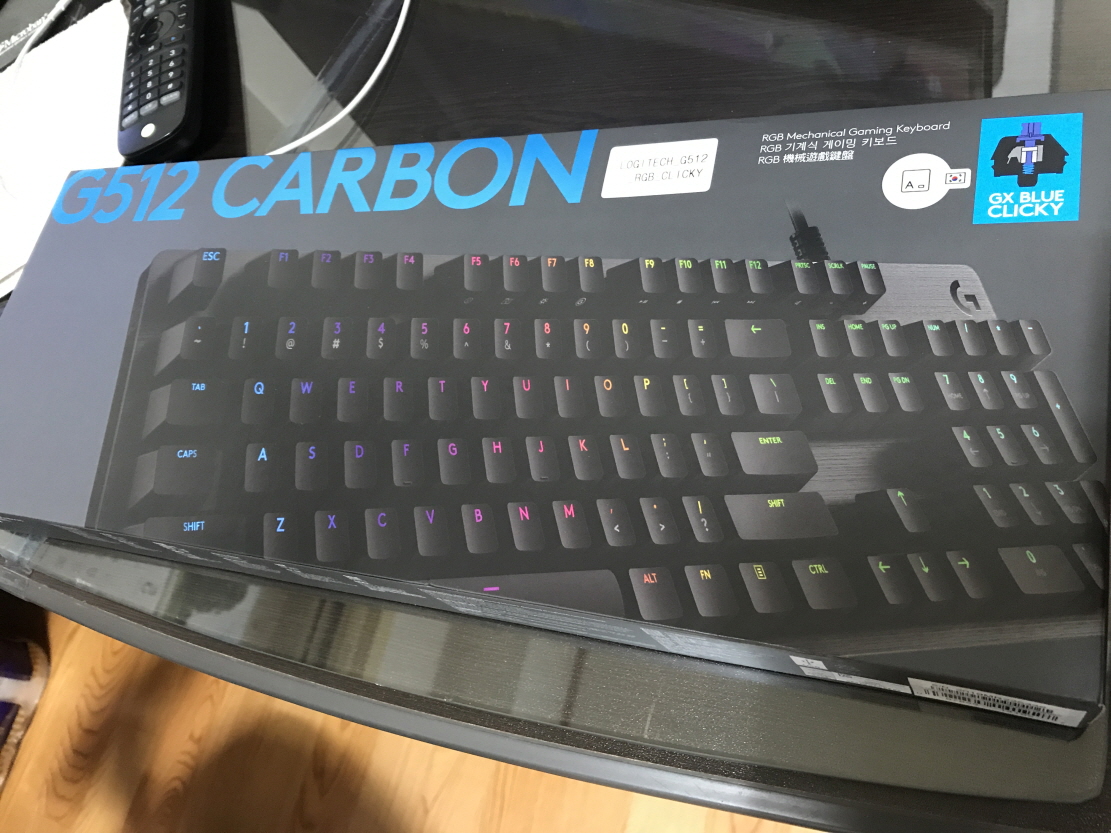 G512 CARBON
LOGITECH G512
RGB CLICKY
RGB Mechanical Gaming Keyboard
RGB 기계식 게이밍 키보드
RGB 機械遊戲鍵盤
A
GX BLUE
CLICKY
ESC F1 F2 F3 F4 F5 F6 F7 F8 F9 F10 F11 F12 PRTSC SCRLK PAUSE
` 1 2 3 4 5 6 7 8 9 0 - = ← INS HOME PG UP NUM / * -
~ ! @ # $ % ^ & * ( ) _ +
TAB Q W E R T Y U I O P [ ] \ DEL END PG DN 7 8 9
{ } |
HOME ↑
CAPS A S D F G H J K L ; ' ENTER 4 5 6 +
SHIFT Z X C V B N M , . / SHIFT ↑ 1 2 3
< > ?
ALT FN CTRL ← ↓ → 0